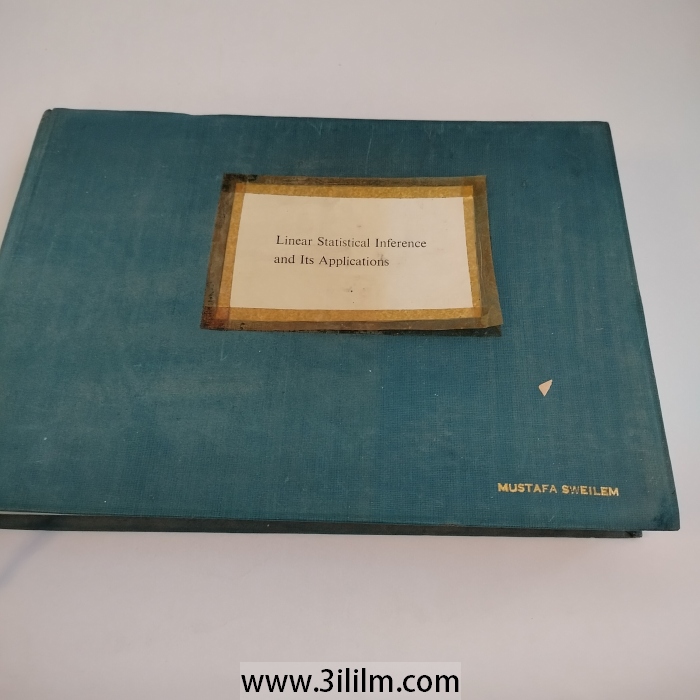 Linear Statistical Inference
and Its Applications
MUSTAFA SWEILEM
www.3ililm.com